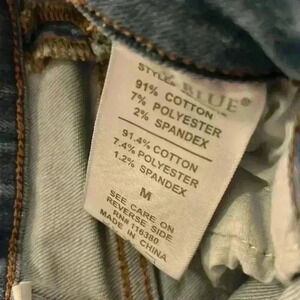 STYLE
BLUE®
91% COTTON
7% POLYESTER
2% SPANDEX
91.4% COTTON
7.4% POLYESTER
1.2% SPANDEX
M
SEE CARE ON
REVERSE SIDE
RN# 116380
MADE IN CHINA